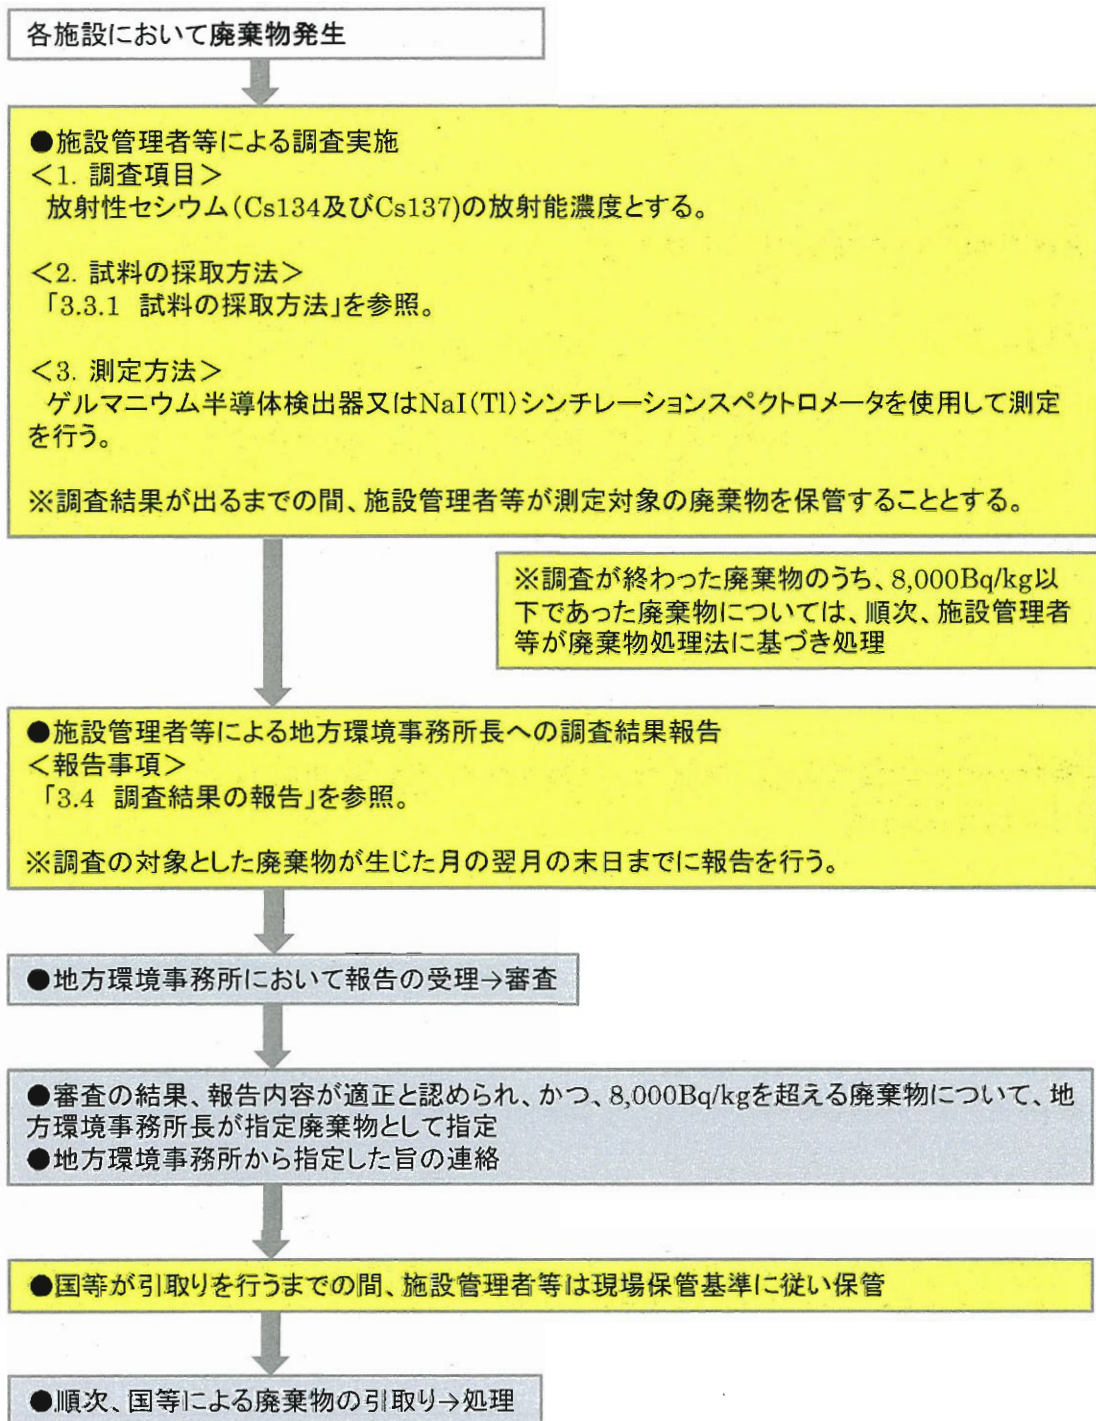 各施設において廃棄物発生
●施設管理者等による調査実施
＜1. 調査項目＞
放射性セシウム(Cs134及びCs137)の放射能濃度とする。
＜2. 試料の採取方法＞
「3.3.1 試料の採取方法」を参照。
＜3. 測定方法＞
ゲルマニウム半導体検出器又はNaI(Tl)シンチレーションスペクトロメータを使用して測定
を行う。
※調査結果が出るまでの間、施設管理者等が測定対象の廃棄物を保管することとする。
※調査が終わった廃棄物のうち、8,000Bq/kg以
下であった廃棄物については、順次、施設管理者
等が廃棄物処理法に基づき処理
●施設管理者等による地方環境事務所長への調査結果報告
＜報告事項＞
「3.4 調査結果の報告」を参照。
※調査の対象とした廃棄物が生じた月の翌月の末日までに報告を行う。
●地方環境事務所において報告の受理→審査
●審査の結果、報告内容が適正と認められ、かつ、8,000Bq/kgを超える廃棄物について、地
方環境事務所長が指定廃棄物として指定
●地方環境事務所から指定した旨の連絡
●国等が引取りを行うまでの間、施設管理者等は現場保管基準に従い保管
●順次、国等による廃棄物の引取り→処理